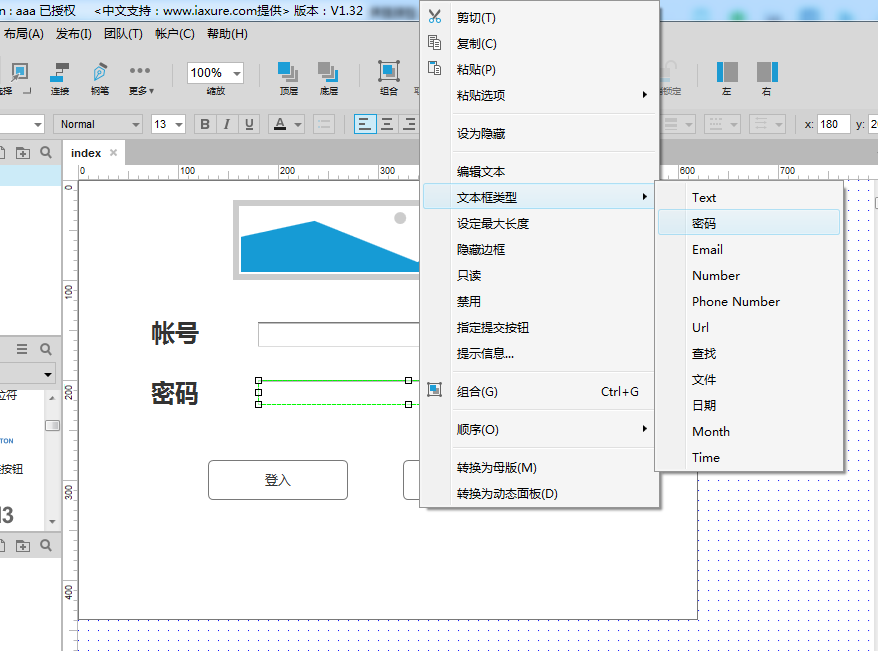 n : aaa 已授权 <中文支持：www.iaxure.com提供> 版本：V1.32
布局(A) 发布(I) 团队(T) 帐户(C) 帮助(H)
选择 连接 钢笔 更多▾ 100% 缩放 顶层 底层 组合 锁定 左 右
Normal 13 B I U A x: 180 y: 2
index
0 100 200 300 600 700
0
100
200
300
400
帐号
密码
登入
位符
TON
按钮
H3
剪切(T)
复制(C)
粘贴(P)
粘贴选项
设为隐藏
编辑文本
文本框类型
设定最大长度
隐藏边框
只读
禁用
指定提交按钮
提示信息...
组合(G) Ctrl+G
顺序(O)
转换为母版(M)
转换为动态面板(D)
Text
密码
Email
Number
Phone Number
Url
查找
文件
日期
Month
Time